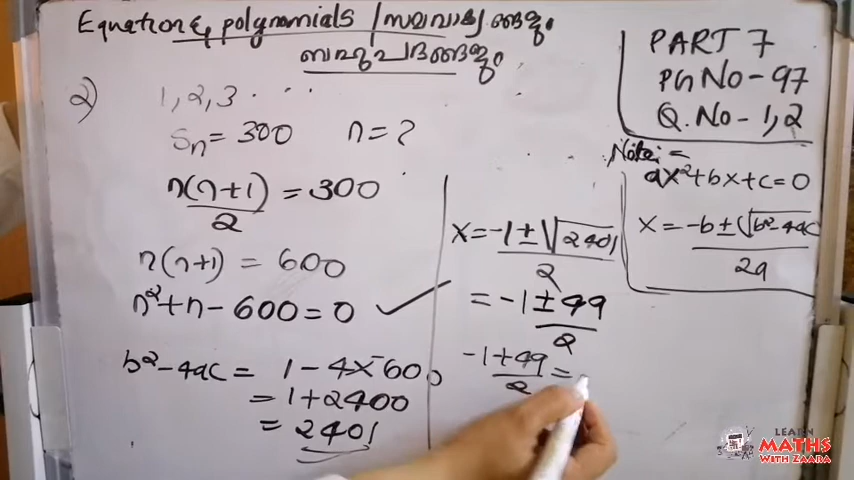 Equation & polynomials / സമവാക്യങ്ങളും
ബഹുപദങ്ങളും
2) 1, 2, 3 . . .
Sn = 300 n = ?
n(n+1)/2 = 300
n(n+1) = 600
n²+n-600=0 ✓
b²-4ac = 1-4×-600
= 1+2400
= 2401
x = -1±√2401/2
= -1±49/2
-1+49/2 =
PART 7
PG NO - 97
Q. No - 1,2
Note :-
ax²+bx+c=0
x = -b±√b²-4ac/2a
LEARN
MATHS
WITH ZAARA